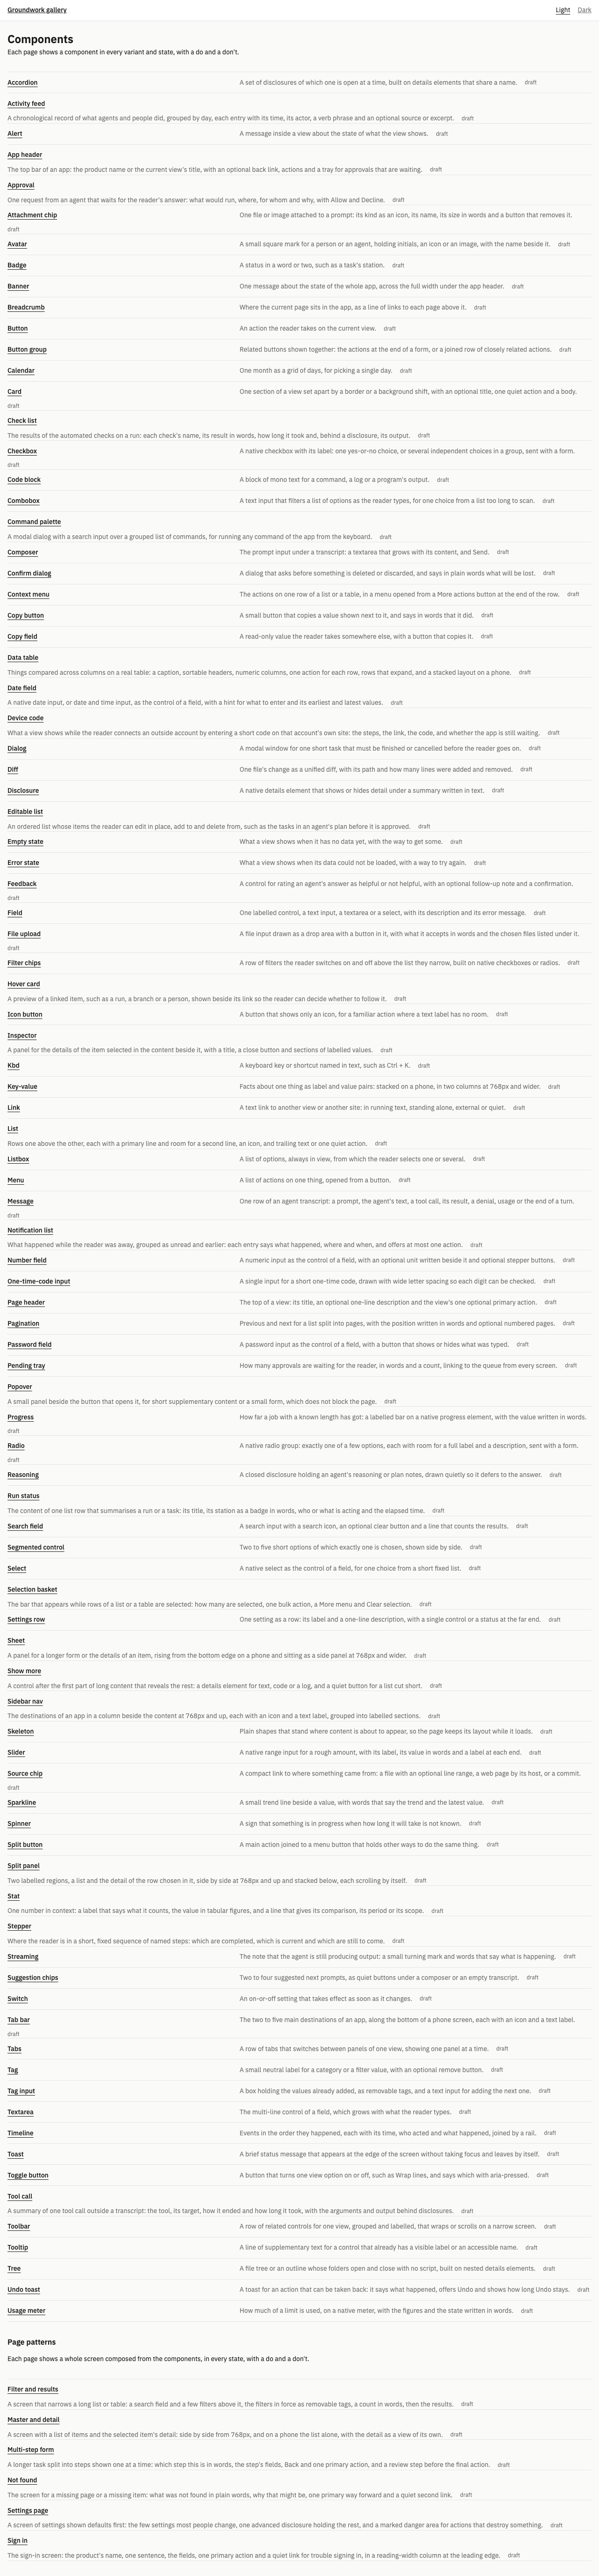 Groundwork gallery Light Dark
Components
Each page shows a component in every variant and state, with a do and a don't.
Accordion A set of disclosures of which one is open at a time, built on details elements that share a name. draft
Activity feed
A chronological record of what agents and people did, grouped by day, each entry with its time, its actor, a verb phrase and an optional source or excerpt. draft
Alert A message inside a view about the state of what the view shows. draft
App header
The top bar of an app: the product name or the current view's title, with an optional back link, actions and a tray for approvals that are waiting. draft
Approval
One request from an agent that waits for the reader's answer: what would run, where, for whom and why, with Allow and Decline. draft
Attachment chip One file or image attached to a prompt: its kind as an icon, its name, its size in words and a button that removes it.
draft
Avatar A small square mark for a person or an agent, holding initials, an icon or an image, with the name beside it. draft
Badge A status in a word or two, such as a task's station. draft
Banner One message about the state of the whole app, across the full width under the app header. draft
Breadcrumb Where the current page sits in the app, as a line of links to each page above it. draft
Button An action the reader takes on the current view. draft
Button group Related buttons shown together: the actions at the end of a form, or a joined row of closely related actions. draft
Calendar One month as a grid of days, for picking a single day. draft
Card One section of a view set apart by a border or a background shift, with an optional title, one quiet action and a body.
draft
Check list
The results of the automated checks on a run: each check's name, its result in words, how long it took and, behind a disclosure, its output. draft
Checkbox A native checkbox with its label: one yes-or-no choice, or several independent choices in a group, sent with a form.
draft
Code block A block of mono text for a command, a log or a program's output. draft
Combobox A text input that filters a list of options as the reader types, for one choice from a list too long to scan. draft
Command palette
A modal dialog with a search input over a grouped list of commands, for running any command of the app from the keyboard. draft
Composer The prompt input under a transcript: a textarea that grows with its content, and Send. draft
Confirm dialog A dialog that asks before something is deleted or discarded, and says in plain words what will be lost. draft
Context menu The actions on one row of a list or a table, in a menu opened from a More actions button at the end of the row. draft
Copy button A small button that copies a value shown next to it, and says in words that it did. draft
Copy field A read-only value the reader takes somewhere else, with a button that copies it. draft
Data table
Things compared across columns on a real table: a caption, sortable headers, numeric columns, one action for each row, rows that expand, and a stacked layout on a phone. draft
Date field
A native date input, or date and time input, as the control of a field, with a hint for what to enter and its earliest and latest values. draft
Device code
What a view shows while the reader connects an outside account by entering a short code on that account's own site: the steps, the link, the code, and whether the app is still waiting. draft
Dialog A modal window for one short task that must be finished or cancelled before the reader goes on. draft
Diff One file's change as a unified diff, with its path and how many lines were added and removed. draft
Disclosure A native details element that shows or hides detail under a summary written in text. draft
Editable list
An ordered list whose items the reader can edit in place, add to and delete from, such as the tasks in an agent's plan before it is approved. draft
Empty state What a view shows when it has no data yet, with the way to get some. draft
Error state What a view shows when its data could not be loaded, with a way to try again. draft
Feedback A control for rating an agent's answer as helpful or not helpful, with an optional follow-up note and a confirmation.
draft
Field One labelled control, a text input, a textarea or a select, with its description and its error message. draft
File upload A file input drawn as a drop area with a button in it, with what it accepts in words and the chosen files listed under it.
draft
Filter chips A row of filters the reader switches on and off above the list they narrow, built on native checkboxes or radios. draft
Hover card
A preview of a linked item, such as a run, a branch or a person, shown beside its link so the reader can decide whether to follow it. draft
Icon button A button that shows only an icon, for a familiar action where a text label has no room. draft
Inspector
A panel for the details of the item selected in the content beside it, with a title, a close button and sections of labelled values. draft
Kbd A keyboard key or shortcut named in text, such as Ctrl + K. draft
Key-value Facts about one thing as label and value pairs: stacked on a phone, in two columns at 768px and wider. draft
Link A text link to another view or another site: in running text, standing alone, external or quiet. draft
List
Rows one above the other, each with a primary line and room for a second line, an icon, and trailing text or one quiet action. draft
Listbox A list of options, always in view, from which the reader selects one or several. draft
Menu A list of actions on one thing, opened from a button. draft
Message One row of an agent transcript: a prompt, the agent's text, a tool call, its result, a denial, usage or the end of a turn.
draft
Notification list
What happened while the reader was away, grouped as unread and earlier: each entry says what happened, where and when, and offers at most one action. draft
Number field A numeric input as the control of a field, with an optional unit written beside it and optional stepper buttons. draft
One-time-code input A single input for a short one-time code, drawn with wide letter spacing so each digit can be checked. draft
Page header The top of a view: its title, an optional one-line description and the view's one optional primary action. draft
Pagination Previous and next for a list split into pages, with the position written in words and optional numbered pages. draft
Password field A password input as the control of a field, with a button that shows or hides what was typed. draft
Pending tray How many approvals are waiting for the reader, in words and a count, linking to the queue from every screen. draft
Popover
A small panel beside the button that opens it, for short supplementary content or a small form, which does not block the page. draft
Progress How far a job with a known length has got: a labelled bar on a native progress element, with the value written in words.
draft
Radio A native radio group: exactly one of a few options, each with room for a full label and a description, sent with a form.
draft
Reasoning A closed disclosure holding an agent's reasoning or plan notes, drawn quietly so it defers to the answer. draft
Run status
The content of one list row that summarises a run or a task: its title, its station as a badge in words, who or what is acting and the elapsed time. draft
Search field A search input with a search icon, an optional clear button and a line that counts the results. draft
Segmented control Two to five short options of which exactly one is chosen, shown side by side. draft
Select A native select as the control of a field, for one choice from a short fixed list. draft
Selection basket
The bar that appears while rows of a list or a table are selected: how many are selected, one bulk action, a More menu and Clear selection. draft
Settings row One setting as a row: its label and a one-line description, with a single control or a status at the far end. draft
Sheet
A panel for a longer form or the details of an item, rising from the bottom edge on a phone and sitting as a side panel at 768px and wider. draft
Show more
A control after the first part of long content that reveals the rest: a details element for text, code or a log, and a quiet button for a list cut short. draft
Sidebar nav
The destinations of an app in a column beside the content at 768px and up, each with an icon and a text label, grouped into labelled sections. draft
Skeleton Plain shapes that stand where content is about to appear, so the page keeps its layout while it loads. draft
Slider A native range input for a rough amount, with its label, its value in words and a label at each end. draft
Source chip A compact link to where something came from: a file with an optional line range, a web page by its host, or a commit.
draft
Sparkline A small trend line beside a value, with words that say the trend and the latest value. draft
Spinner A sign that something is in progress when how long it will take is not known. draft
Split button A main action joined to a menu button that holds other ways to do the same thing. draft
Split panel
Two labelled regions, a list and the detail of the row chosen in it, side by side at 768px and up and stacked below, each scrolling by itself. draft
Stat
One number in context: a label that says what it counts, the value in tabular figures, and a line that gives its comparison, its period or its scope. draft
Stepper
Where the reader is in a short, fixed sequence of named steps: which are completed, which is current and which are still to come. draft
Streaming The note that the agent is still producing output: a small turning mark and words that say what is happening. draft
Suggestion chips Two to four suggested next prompts, as quiet buttons under a composer or an empty transcript. draft
Switch An on-or-off setting that takes effect as soon as it changes. draft
Tab bar The two to five main destinations of an app, along the bottom of a phone screen, each with an icon and a text label.
draft
Tabs A row of tabs that switches between panels of one view, showing one panel at a time. draft
Tag A small neutral label for a category or a filter value, with an optional remove button. draft
Tag input A box holding the values already added, as removable tags, and a text input for adding the next one. draft
Textarea The multi-line control of a field, which grows with what the reader types. draft
Timeline Events in the order they happened, each with its time, who acted and what happened, joined by a rail. draft
Toast A brief status message that appears at the edge of the screen without taking focus and leaves by itself. draft
Toggle button A button that turns one view option on or off, such as Wrap lines, and says which with aria-pressed. draft
Tool call
A summary of one tool call outside a transcript: the tool, its target, how it ended and how long it took, with the arguments and output behind disclosures. draft
Toolbar A row of related controls for one view, grouped and labelled, that wraps or scrolls on a narrow screen. draft
Tooltip A line of supplementary text for a control that already has a visible label or an accessible name. draft
Tree A file tree or an outline whose folders open and close with no script, built on nested details elements. draft
Undo toast A toast for an action that can be taken back: it says what happened, offers Undo and shows how long Undo stays. draft
Usage meter How much of a limit is used, on a native meter, with the figures and the state written in words. draft
Page patterns
Each page shows a whole screen composed from the components, in every state, with a do and a don't.
Filter and results
A screen that narrows a long list or table: a search field and a few filters above it, the filters in force as removable tags, a count in words, then the results. draft
Master and detail
A screen with a list of items and the selected item's detail: side by side from 768px, and on a phone the list alone, with the detail as a view of its own. draft
Multi-step form
A longer task split into steps shown one at a time: which step this is in words, the step's fields, Back and one primary action, and a review step before the final action. draft
Not found
The screen for a missing page or a missing item: what was not found in plain words, why that might be, one primary way forward and a quiet second link. draft
Settings page
A screen of settings shown defaults first: the few settings most people change, one advanced disclosure holding the rest, and a marked danger area for actions that destroy something. draft
Sign in
The sign-in screen: the product's name, one sentence, the fields, one primary action and a quiet link for trouble signing in, in a reading-width column at the leading edge. draft